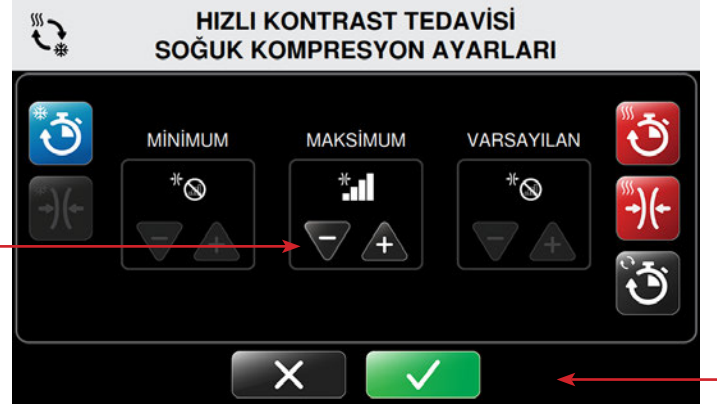 HIZLI KONTRAST TEDAVİSİ
SOĞUK KOMPRESYON AYARLARI
MİNİMUM
MAKSİMUM
VARSAYILAN